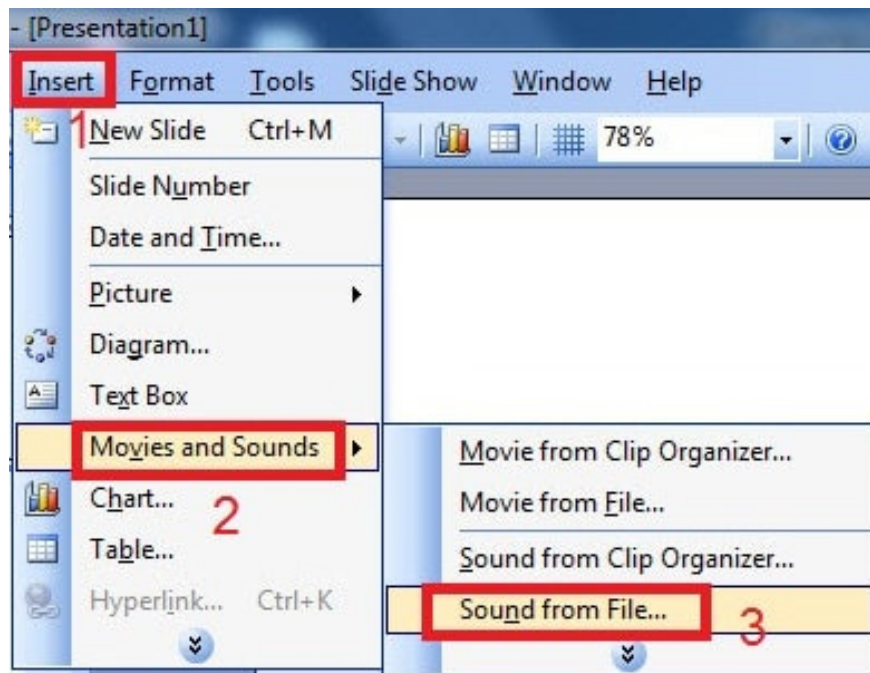 - [Presentation1]
Insert Format Tools Slide Show Window Help
1
New Slide Ctrl+M
78%
Slide Number
Date and Time...
Picture
Diagram...
Text Box
Movies and Sounds
2
Chart...
Table...
Hyperlink... Ctrl+K
Movie from Clip Organizer...
Movie from File...
Sound from Clip Organizer...
Sound from File...
3